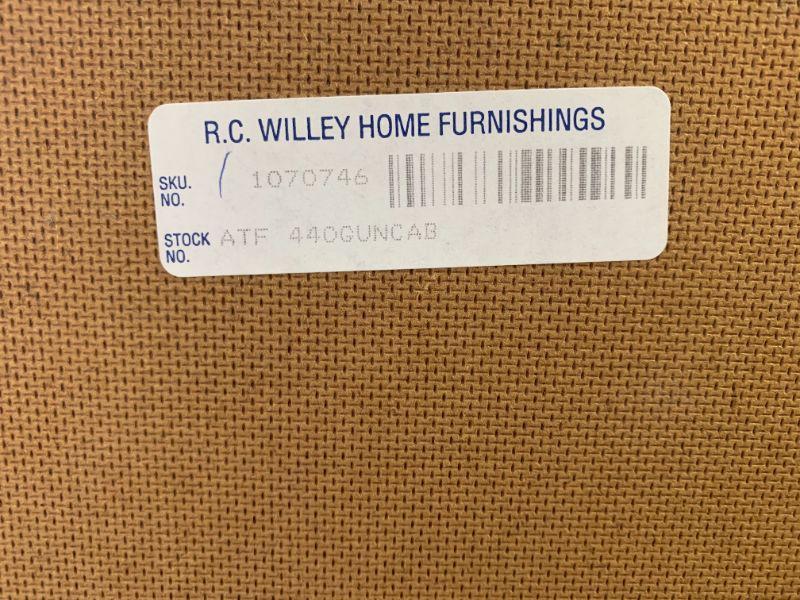 R.C. WILLEY HOME FURNISHINGS
SKU. NO. 1070746
STOCK NO. ATF 440GUNCAB